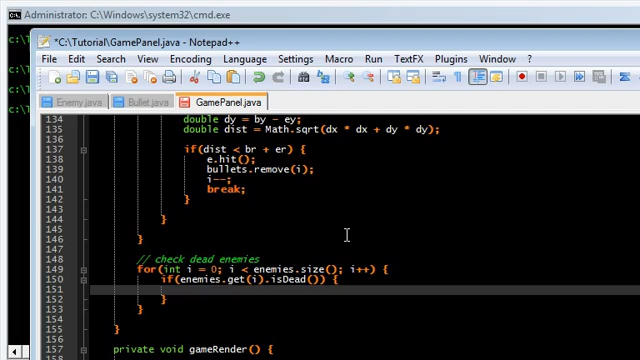 Administrator: C:\Windows\system32\cmd.exe
c:\T
*C:\Tutorial\GamePanel.java - Notepad++
File Edit Search View Encoding Language Settings Macro Run TextFX Plugins Window ?
Enemy.java Bullet.java GamePanel.java
134 double dy = by - ey;
135 double dist = Math.sqrt(dx * dx + dy * dy);
136
137 if(dist < br + er) {
138 e.hit();
139 bullets.remove(i);
140 i--;
141 break;
142 }
143
144 }
145
146 }
147
148 // check dead enemies
149 for(int i = 0; i < enemies.size(); i++) {
150 if(enemies.get(i).isDead()) {
151
152 }
153 }
154
155 }
156
157 private void gameRender() {
158